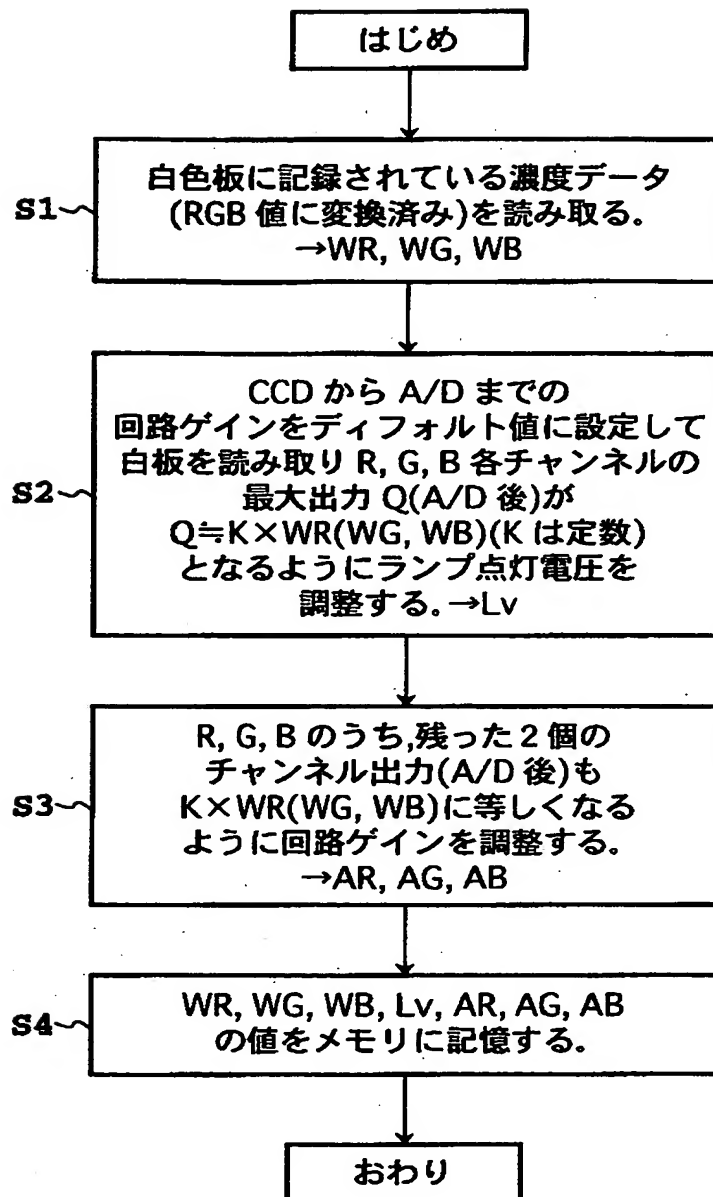 はじめ
白色板に記録されている濃度データ
S1 (RGB 値に変換済み)を読み取る。
→WR, WG, WB
CCD から A/D までの
回路ゲインをディフォルト値に設定して
白板を読み取り R, G, B 各チャンネルの
S2 最大出力 Q(A/D 後)が
Q≒K×WR(WG, WB)(K は定数)
となるようにランプ点灯電圧を
調整する。→Lv
R, G, B のうち,残った2個の
チャンネル出力(A/D 後)も
S3 K×WR(WG, WB)に等しくなる
ように回路ゲインを調整する。
→AR, AG, AB
WR, WG, WB, Lv, AR, AG, AB
S4 の値をメモリに記憶する。
おわり